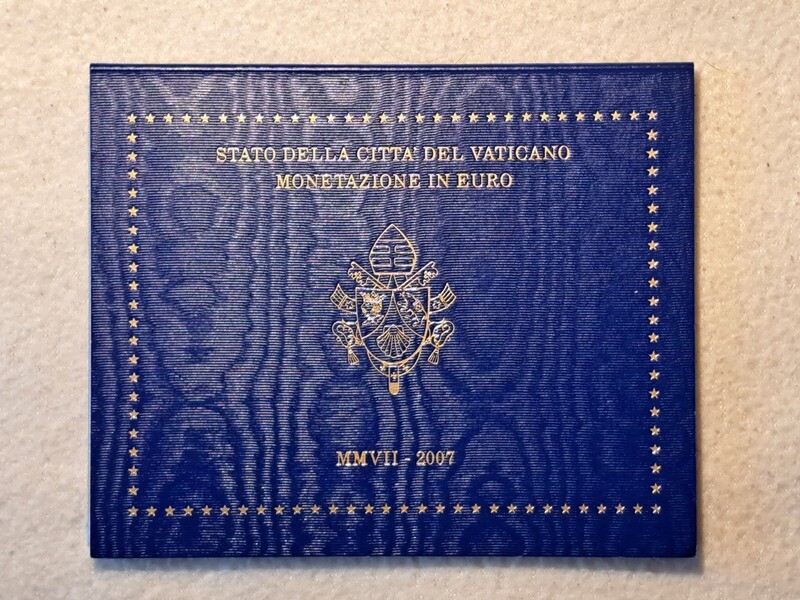 STATO DELLA CITTA' DEL VATICANO
MONETAZIONE IN EURO
MMVII - 2007